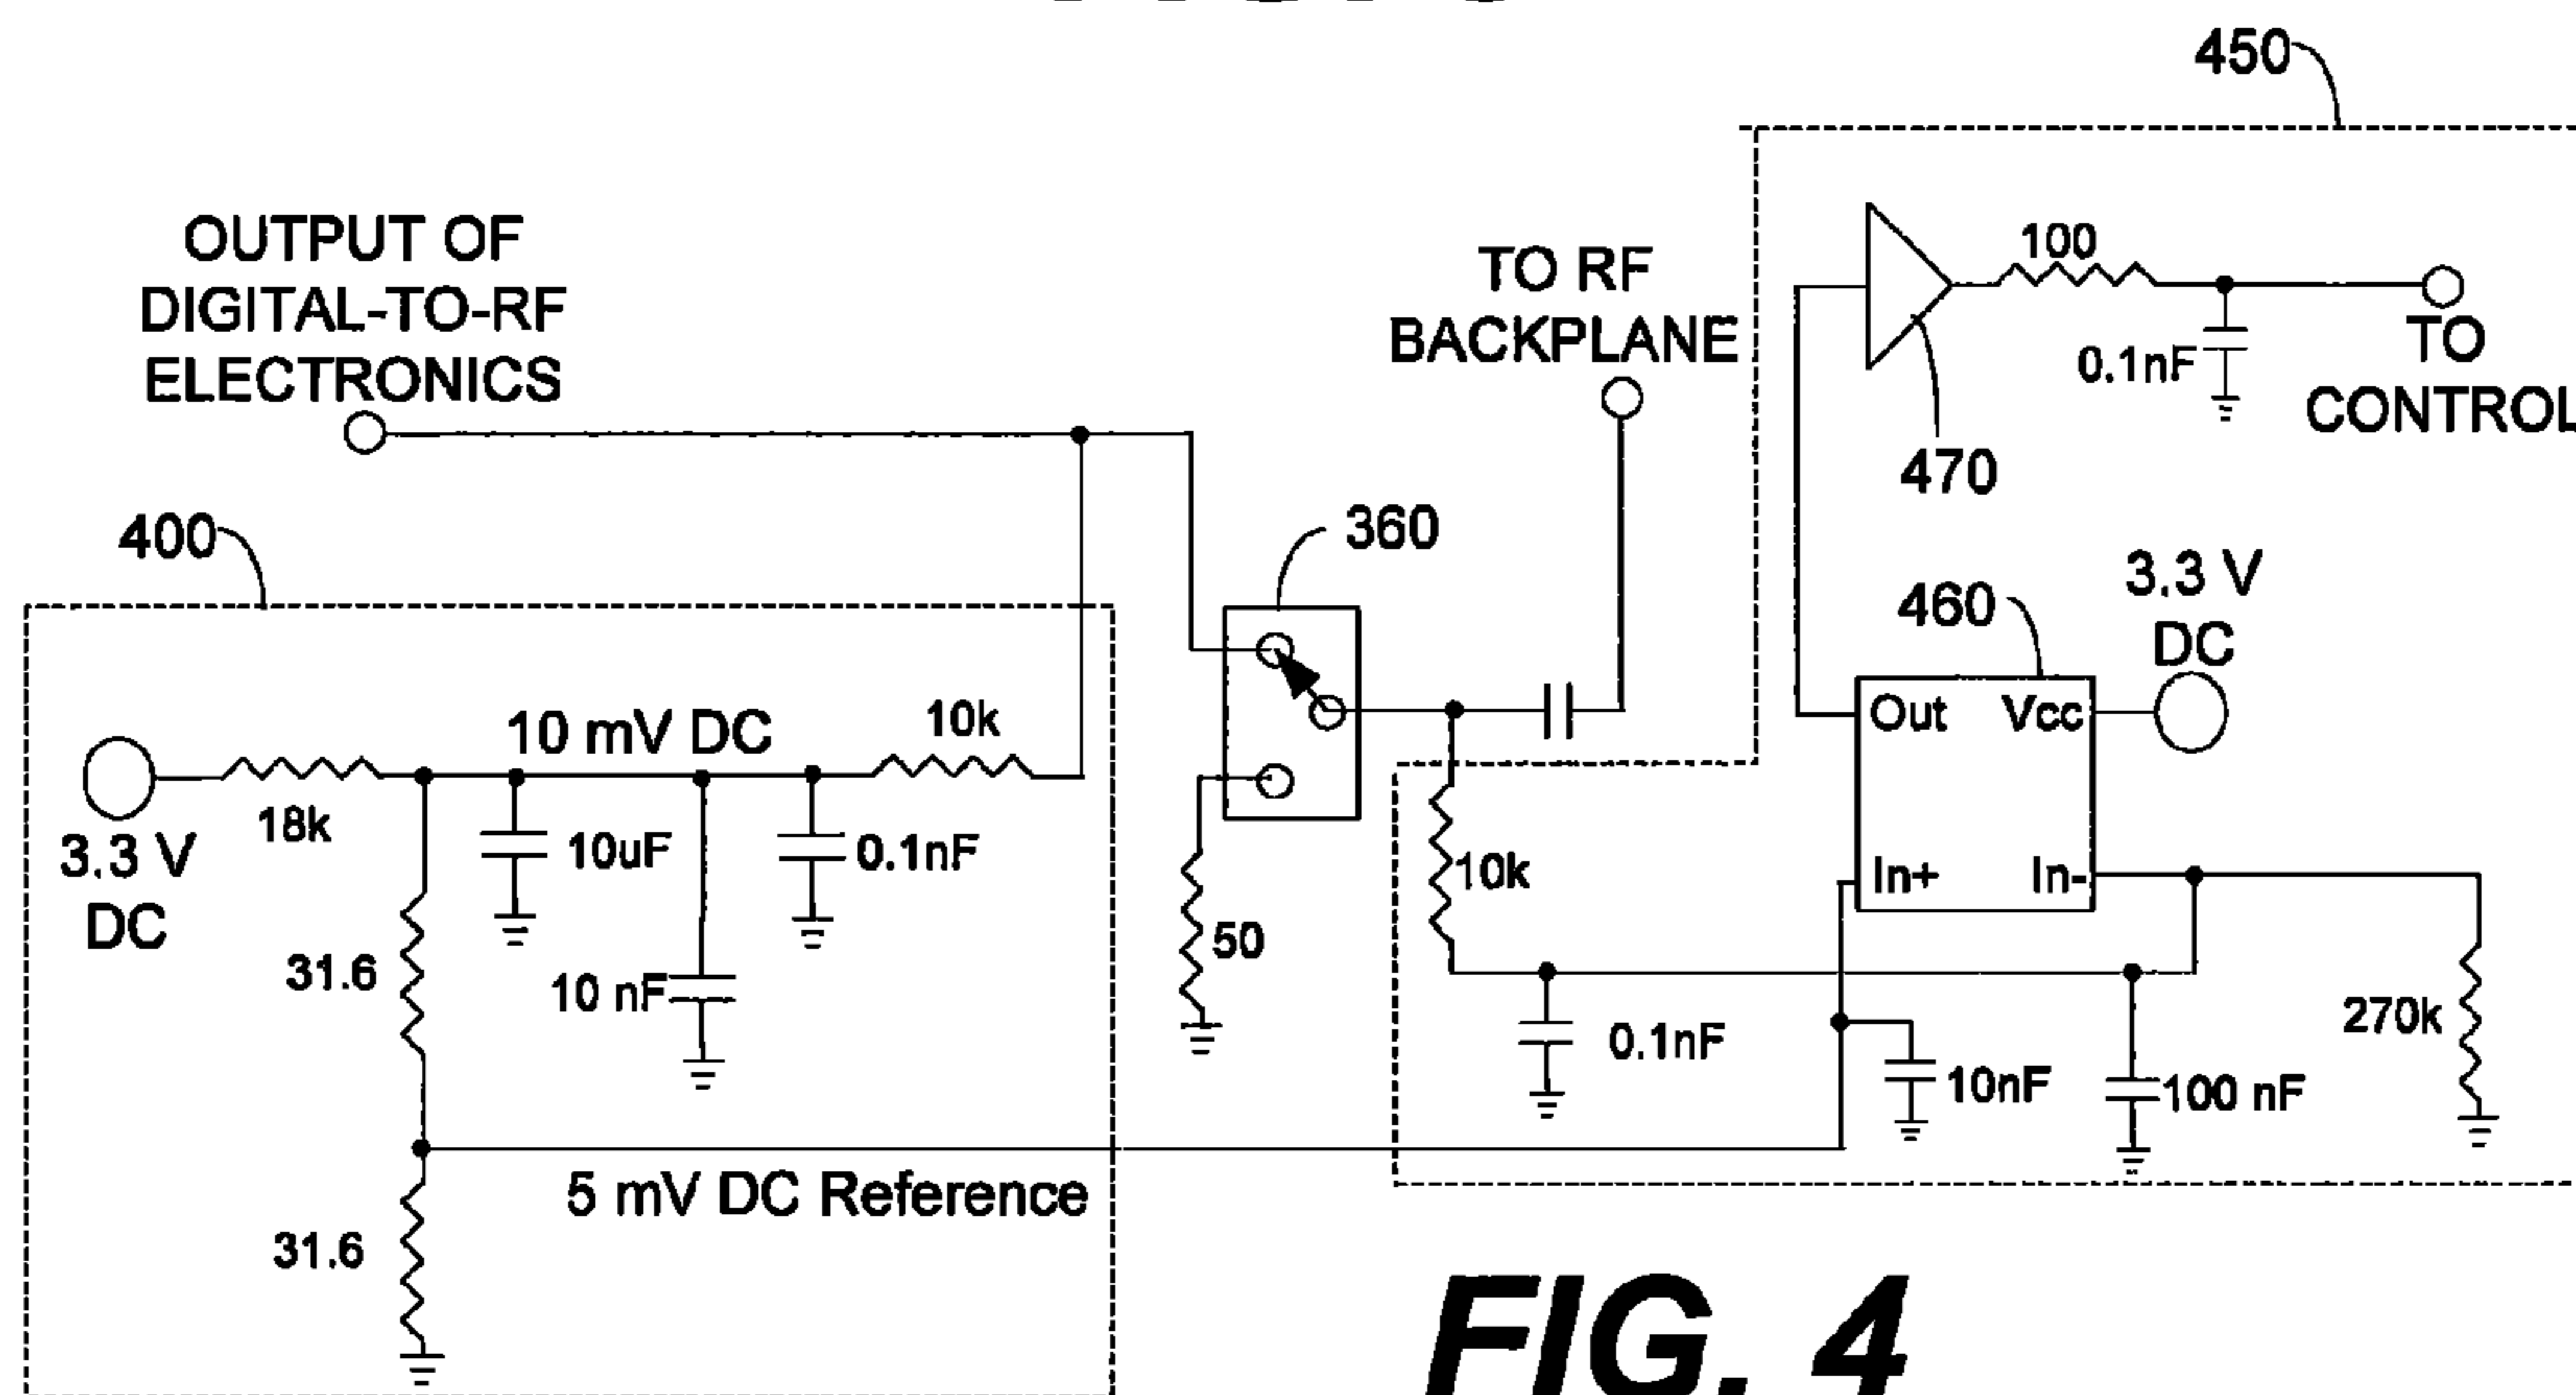 450
OUTPUT OF
DIGITAL-TO-RF
ELECTRONICS
TO RF
BACKPLANE
100
0.1nF
TO
CONTROL
470
400
360
3.3 V
DC
460
Out
Vcc
In+
In-
10 mV DC
10k
18k
3.3 V
DC
10uF
0.1nF
10k
50
31.6
10 nF
0.1nF
10nF
100 nF
270k
5 mV DC Reference
31.6
FIG. 4